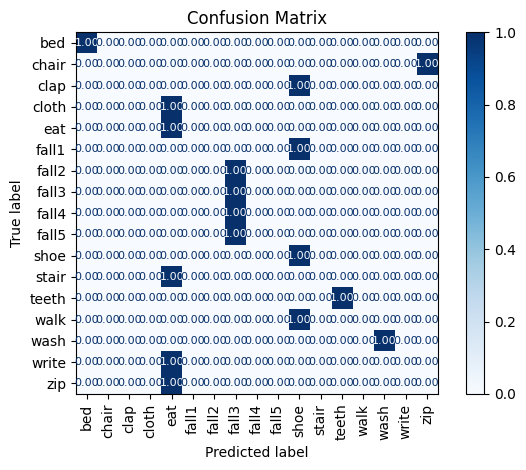 Confusion Matrix
bed 1.00 0.00 0.00 0.00 0.00 0.00 0.00 0.00 0.00 0.00 0.00 0.00 0.00 0.00 0.00 0.00 0.00
chair 0.00 0.00 0.00 0.00 0.00 0.00 0.00 0.00 0.00 0.00 0.00 0.00 0.00 0.00 0.00 0.00 1.00
clap 0.00 0.00 0.00 0.00 0.00 0.00 0.00 0.00 0.00 0.00 1.00 0.00 0.00 0.00 0.00 0.00 0.00
cloth 0.00 0.00 0.00 0.00 1.00 0.00 0.00 0.00 0.00 0.00 0.00 0.00 0.00 0.00 0.00 0.00 0.00
eat 0.00 0.00 0.00 0.00 1.00 0.00 0.00 0.00 0.00 0.00 0.00 0.00 0.00 0.00 0.00 0.00 0.00
fall1 0.00 0.00 0.00 0.00 0.00 0.00 0.00 0.00 0.00 0.00 1.00 0.00 0.00 0.00 0.00 0.00 0.00
fall2 0.00 0.00 0.00 0.00 0.00 0.00 0.00 1.00 0.00 0.00 0.00 0.00 0.00 0.00 0.00 0.00 0.00
fall3 0.00 0.00 0.00 0.00 0.00 0.00 0.00 1.00 0.00 0.00 0.00 0.00 0.00 0.00 0.00 0.00 0.00
fall4 0.00 0.00 0.00 0.00 0.00 0.00 0.00 1.00 0.00 0.00 0.00 0.00 0.00 0.00 0.00 0.00 0.00
fall5 0.00 0.00 0.00 0.00 0.00 0.00 0.00 1.00 0.00 0.00 0.00 0.00 0.00 0.00 0.00 0.00 0.00
shoe 0.00 0.00 0.00 0.00 0.00 0.00 0.00 0.00 0.00 0.00 1.00 0.00 0.00 0.00 0.00 0.00 0.00
stair 0.00 0.00 0.00 0.00 1.00 0.00 0.00 0.00 0.00 0.00 0.00 0.00 0.00 0.00 0.00 0.00 0.00
teeth 0.00 0.00 0.00 0.00 0.00 0.00 0.00 0.00 0.00 0.00 0.00 0.00 1.00 0.00 0.00 0.00 0.00
walk 0.00 0.00 0.00 0.00 0.00 0.00 0.00 0.00 0.00 0.00 1.00 0.00 0.00 0.00 0.00 0.00 0.00
wash 0.00 0.00 0.00 0.00 0.00 0.00 0.00 0.00 0.00 0.00 0.00 0.00 0.00 0.00 1.00 0.00 0.00
write 0.00 0.00 0.00 0.00 1.00 0.00 0.00 0.00 0.00 0.00 0.00 0.00 0.00 0.00 0.00 0.00 0.00
zip 0.00 0.00 0.00 0.00 1.00 0.00 0.00 0.00 0.00 0.00 0.00 0.00 0.00 0.00 0.00 0.00 0.00
True label
bed chair clap cloth eat fall1 fall2 fall3 fall4 fall5 shoe stair teeth walk wash write zip
Predicted label
1.0
0.8
0.6
0.4
0.2
0.0